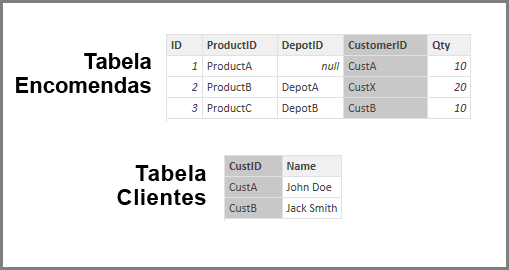 Tabela
Encomendas
ID ProductID DepotID CustomerID Qty
1 ProductA null CustA 10
2 ProductB DepotA CustX 20
3 ProductC DepotB CustB 10
Tabela
Clientes
CustID Name
CustA John Doe
CustB Jack Smith